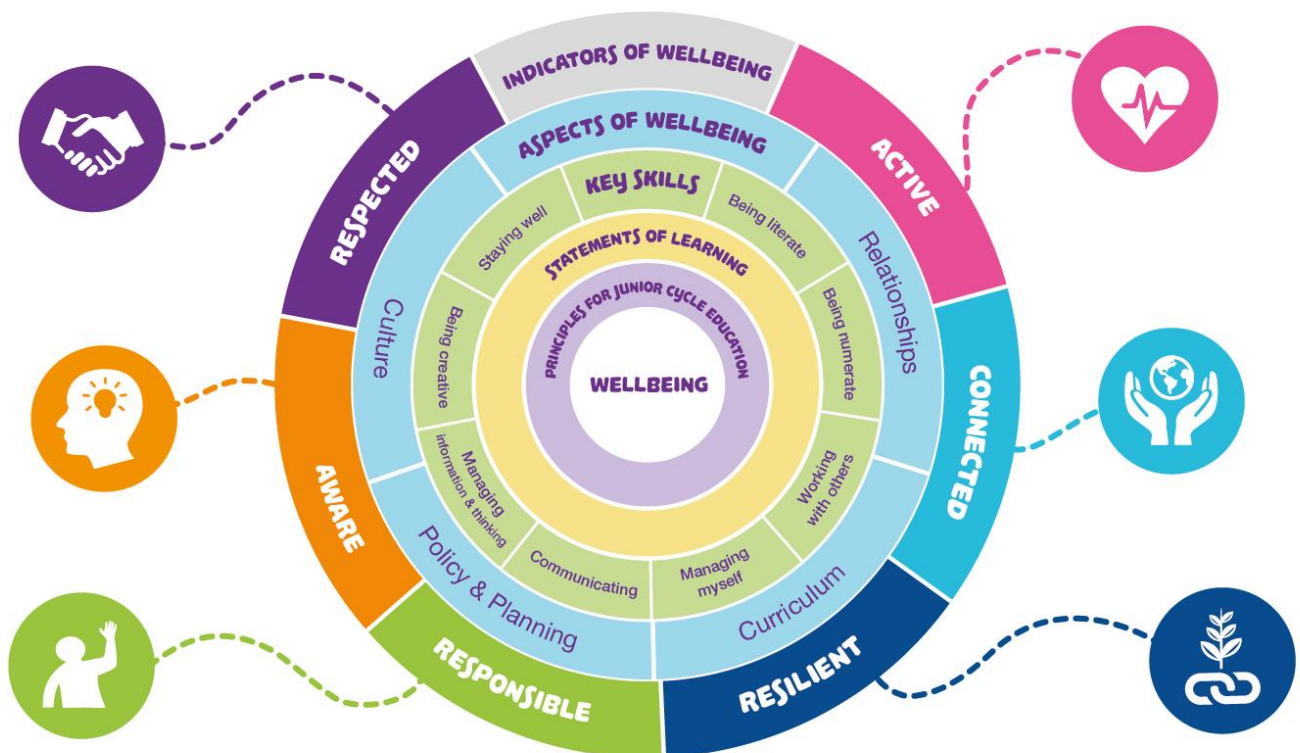 INDICATORS OF WELLBEING
ACTIVE
CONNECTED
RESILIENT
RESPONSIBLE
AWARE
RESPECTED
ASPECTS OF WELLBEING
Relationships
Curriculum
Policy & Planning
Culture
KEY SKILLS
Being literate
Being numerate
Working
with others
Managing
myself
Communicating
Managing
information & thinking
Being creative
Staying well
STATEMENTS OF LEARNING
PRINCIPLES FOR JUNIOR CYCLE EDUCATION
WELLBEING